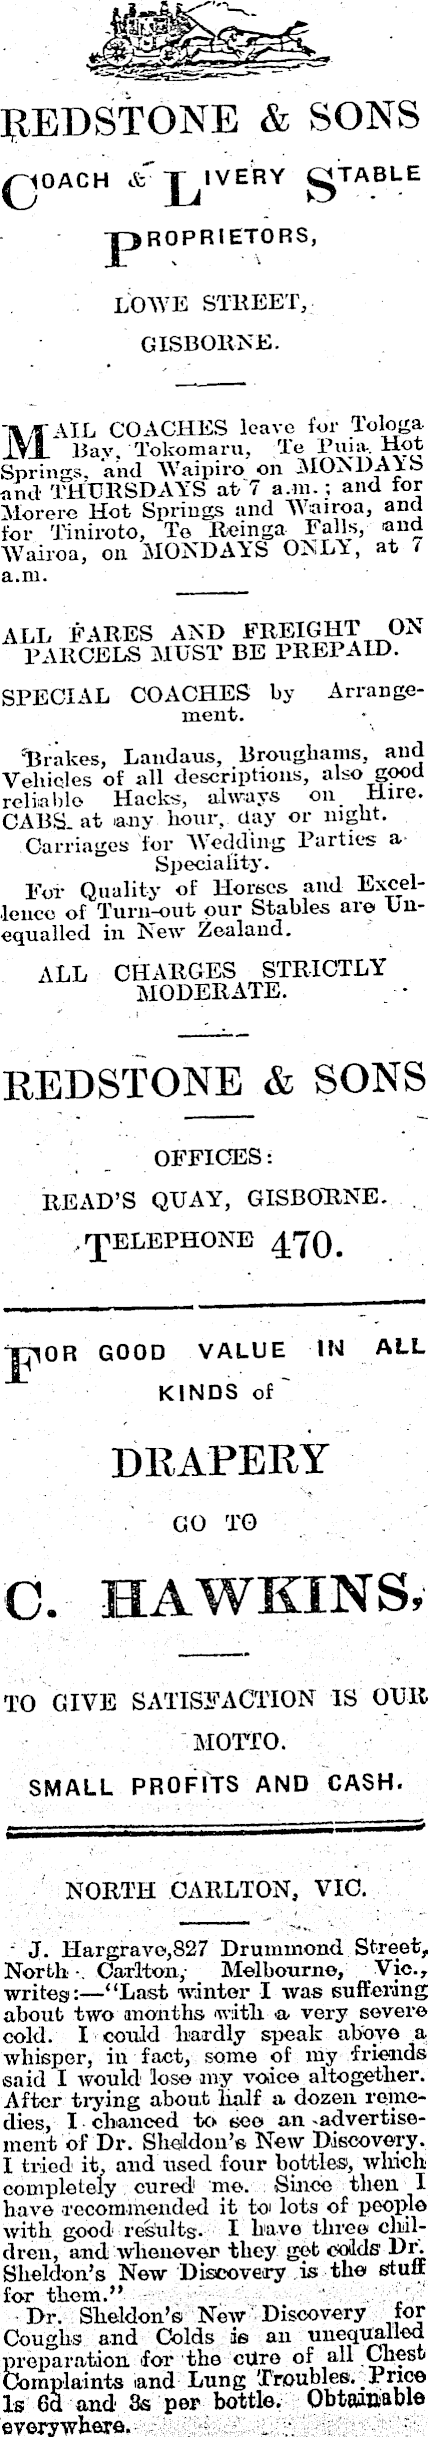 REDSTONE & SONS
COACH & LIVERY STABLE
PROPRIETORS,
LOWE STREET,
GISBORNE.
MAIL COACHES leave for Tologa
Bay, Tokomaru, Te Puia Hot
Springs, and Waipiro on MONDAYS
and THURSDAYS at 7 a.m.; and for
Morere Hot Springs and Wairoa, and
for Tiniroto, Te Reinga Falls, and
Wairoa, on MONDAYS ONLY, at 7
a.m.
ALL FARES AND FREIGHT ON
PARCELS MUST BE PREPAID.
SPECIAL COACHES by Arrange-
ment.
Brakes, Landaus, Broughams, and
Vehicles of all descriptions, also good
reliable Hacks, always on Hire.
CABS at any hour, day or night.
Carriages for Wedding Parties a
Speciality.
For Quality of Horses and Excel-
lence of Turn-out our Stables are Un-
equalled in New Zealand.
ALL CHARGES STRICTLY
MODERATE.
REDSTONE & SONS
OFFICES:
READ'S QUAY, GISBORNE.
TELEPHONE 470.
FOR GOOD VALUE IN ALL
KINDS of
DRAPERY
GO TO
C. HAWKINS,
TO GIVE SATISFACTION IS OUR
MOTTO.
SMALL PROFITS AND CASH.
NORTH CARLTON, VIC.
J. Hargrave, 827 Drummond Street,
North Carlton, Melbourne, Vic.,
writes:—"Last winter I was suffering
about two months with a very severe
cold. I could hardly speak above a
whisper, in fact, some of my friends
said I would lose my voice altogether.
After trying about half a dozen reme-
dies, I chanced to see an advertise-
ment of Dr. Sheldon's New Discovery.
I tried it, and used four bottles, which
completely cured me. Since then I
have recommended it to lots of people
with good results. I have three chil-
dren, and whenever they get colds Dr.
Sheldon's New Discovery is the stuff
for them."
Dr. Sheldon's New Discovery for
Coughs and Colds is an unequalled
preparation for the cure of all Chest
Complaints and Lung Troubles. Price
1s 6d and 3s per bottle. Obtainable
everywhere.